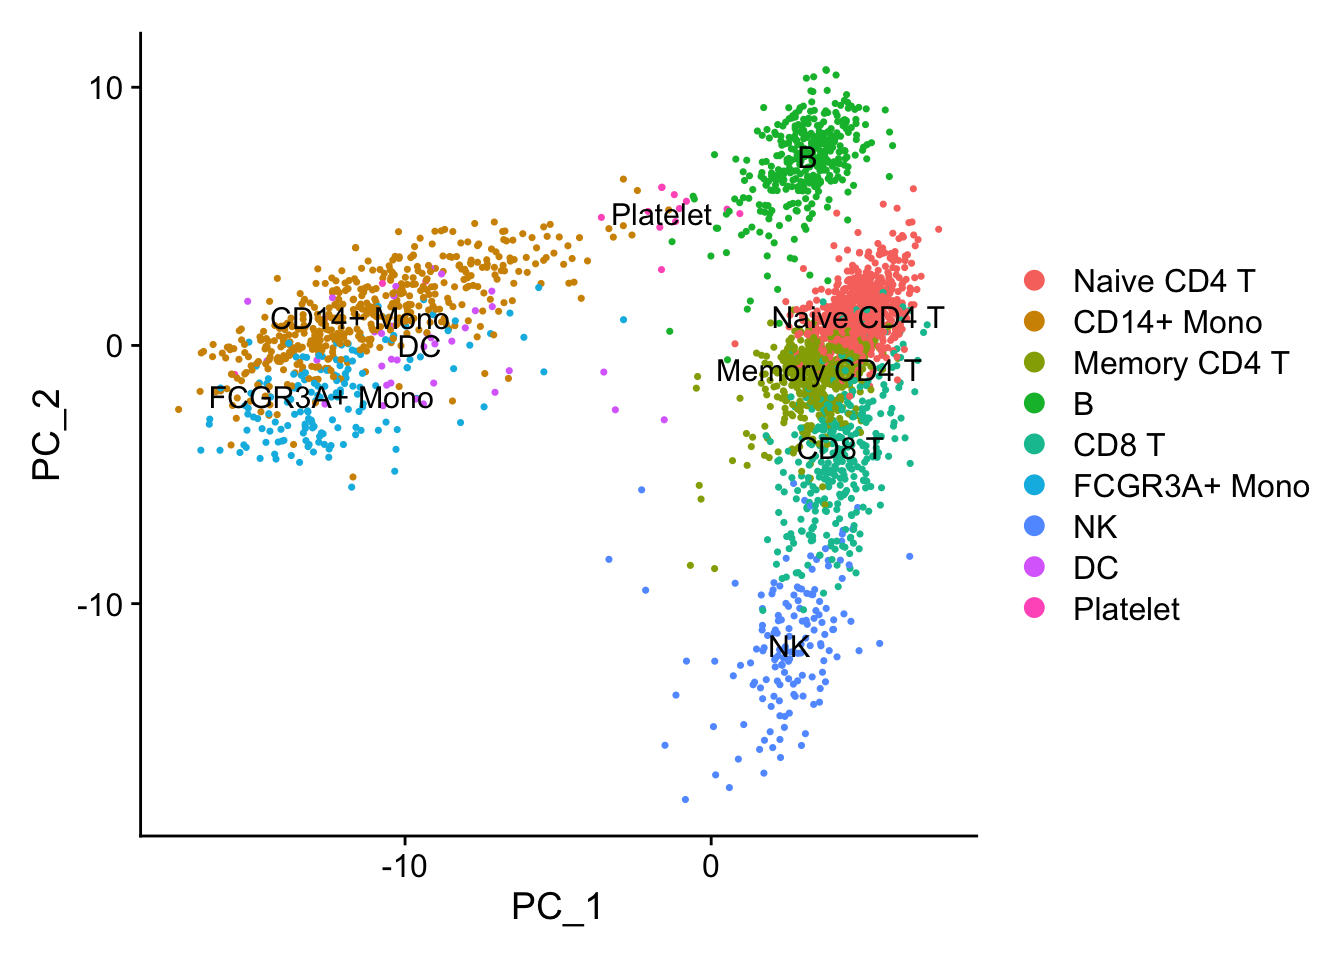 10
0
-10
-10
0
PC_2
PC_1
B
Platelet
Naive CD4 T
CD14+ Mono
DC
Memory CD4 T
FCGR3A+ Mono
CD8 T
NK
Naive CD4 T
CD14+ Mono
Memory CD4 T
B
CD8 T
FCGR3A+ Mono
NK
DC
Platelet